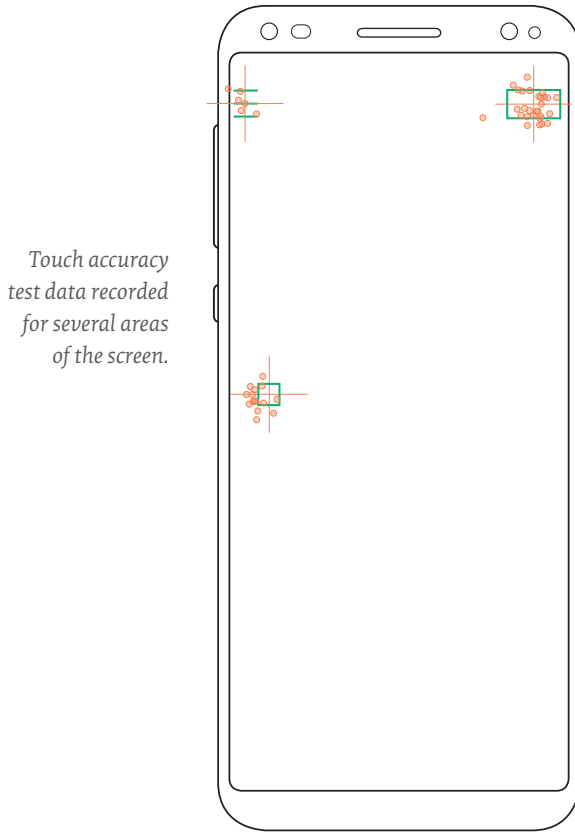 Touch accuracy
test data recorded
for several areas
of the screen.